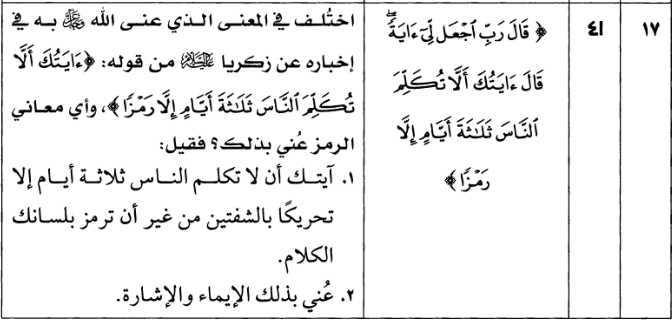 ١٧
٤١
﴿ قَالَ رَبِّ ٱجْعَل لِّىٓ ءَايَةًۖ
قَالَ ءَايَتُكَ أَلَّا تُكَلِّمَ
ٱلنَّاسَ ثَلَـٰثَةَ أَيَّامٍ إِلَّا
رَمْزًا ﴾
اختُلف في المعنى الذي عنى الله ﷻ به في
إخباره عن زكريا عليه السلام من قوله: ﴿ءَايَتُكَ أَلَّا
تُكَلِّمَ ٱلنَّاسَ ثَلَـٰثَةَ أَيَّامٍ إِلَّا رَمْزًا﴾، وأي معاني
الرمز عُني بذلك؟ فقيل:
١. آيتك أن لا تكلم الناس ثلاثة أيام إلا
تحريكًا بالشفتين من غير أن ترمز بلسانك
الكلام.
٢. عُني بذلك الإيماء والإشارة.